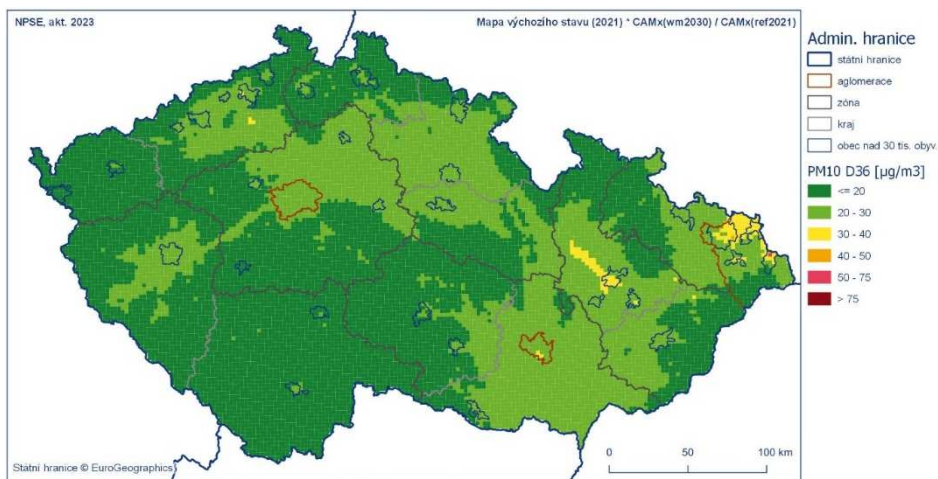 NPSE, akt. 2023
Mapa výchozího stavu (2021) * CAMx(wm2030) / CAMx(ref2021)
Admin. hranice
státní hranice
aglomerace
zóna
kraj
obec nad 30 tis. obyv.
PM10 D36 [µg/m3]
<= 20
20 - 30
30 - 40
40 - 50
50 - 75
> 75
0 50 100 km
Státní hranice © EuroGeographics